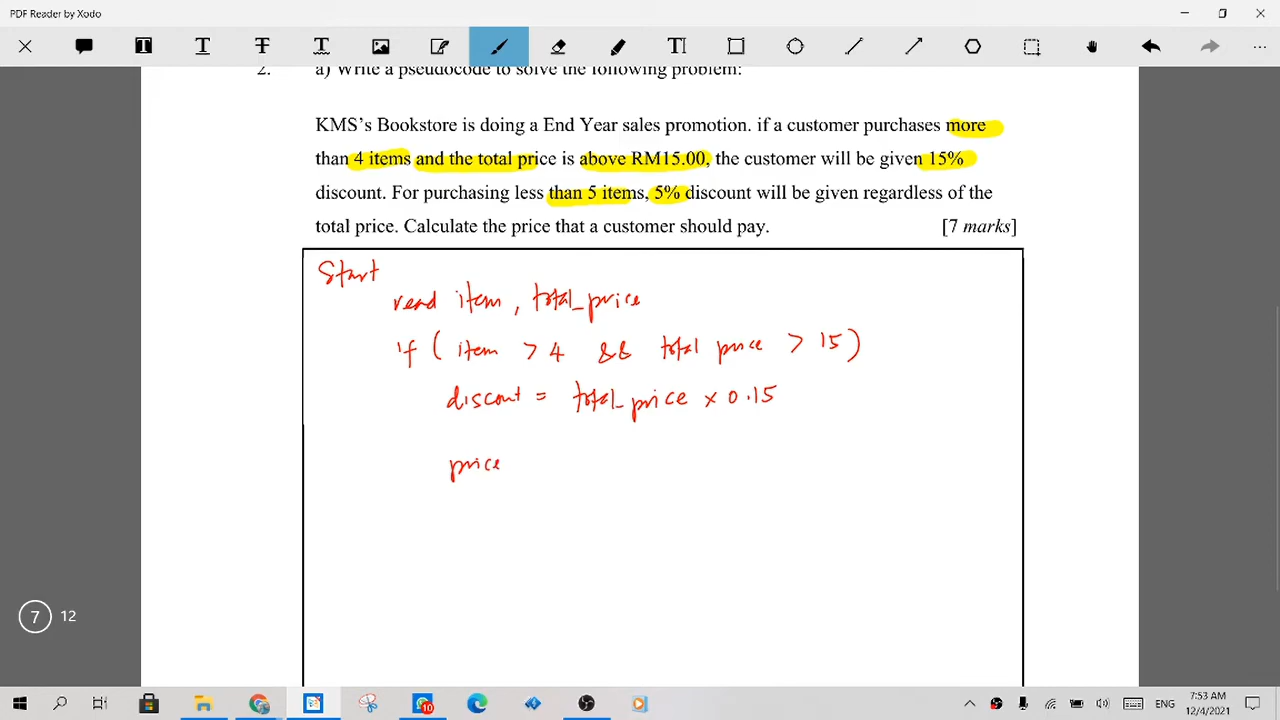 PDF Reader by Xodo
2. a) Write a pseudocode to solve the following problem:
KMS's Bookstore is doing a End Year sales promotion. if a customer purchases more
than 4 items and the total price is above RM15.00, the customer will be given 15%
discount. For purchasing less than 5 items, 5% discount will be given regardless of the
total price. Calculate the price that a customer should pay. [7 marks]
Start
read item, total_price
if ( item > 4 && total price > 15)
discount = total_price × 0.15
price
7 12
10
ENG
7:53 AM
12/4/2021